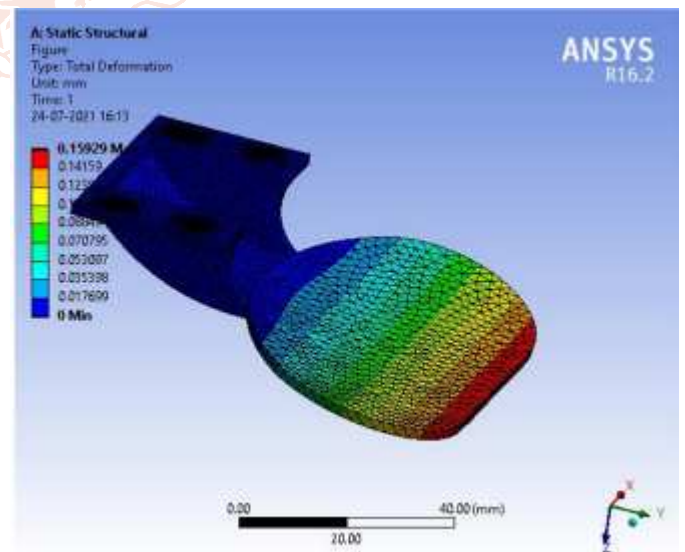 A: Static Structural
Figure
Type: Total Deformation
Unit: mm
Time: 1
24-07-2021 16:13
ANSYS
R16.2
0.15929 M
0.14159
0.070795
0.053097
0.035398
0.017699
0 Min
0.00
40.00 (mm)
20.00
X
Y
Z